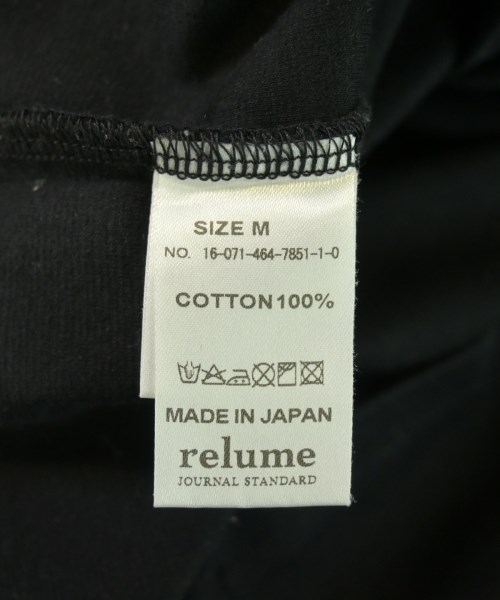 SIZE M
NO. 16-071-464-7851-1-0
COTTON100%
MADE IN JAPAN
relume
JOURNAL STANDARD